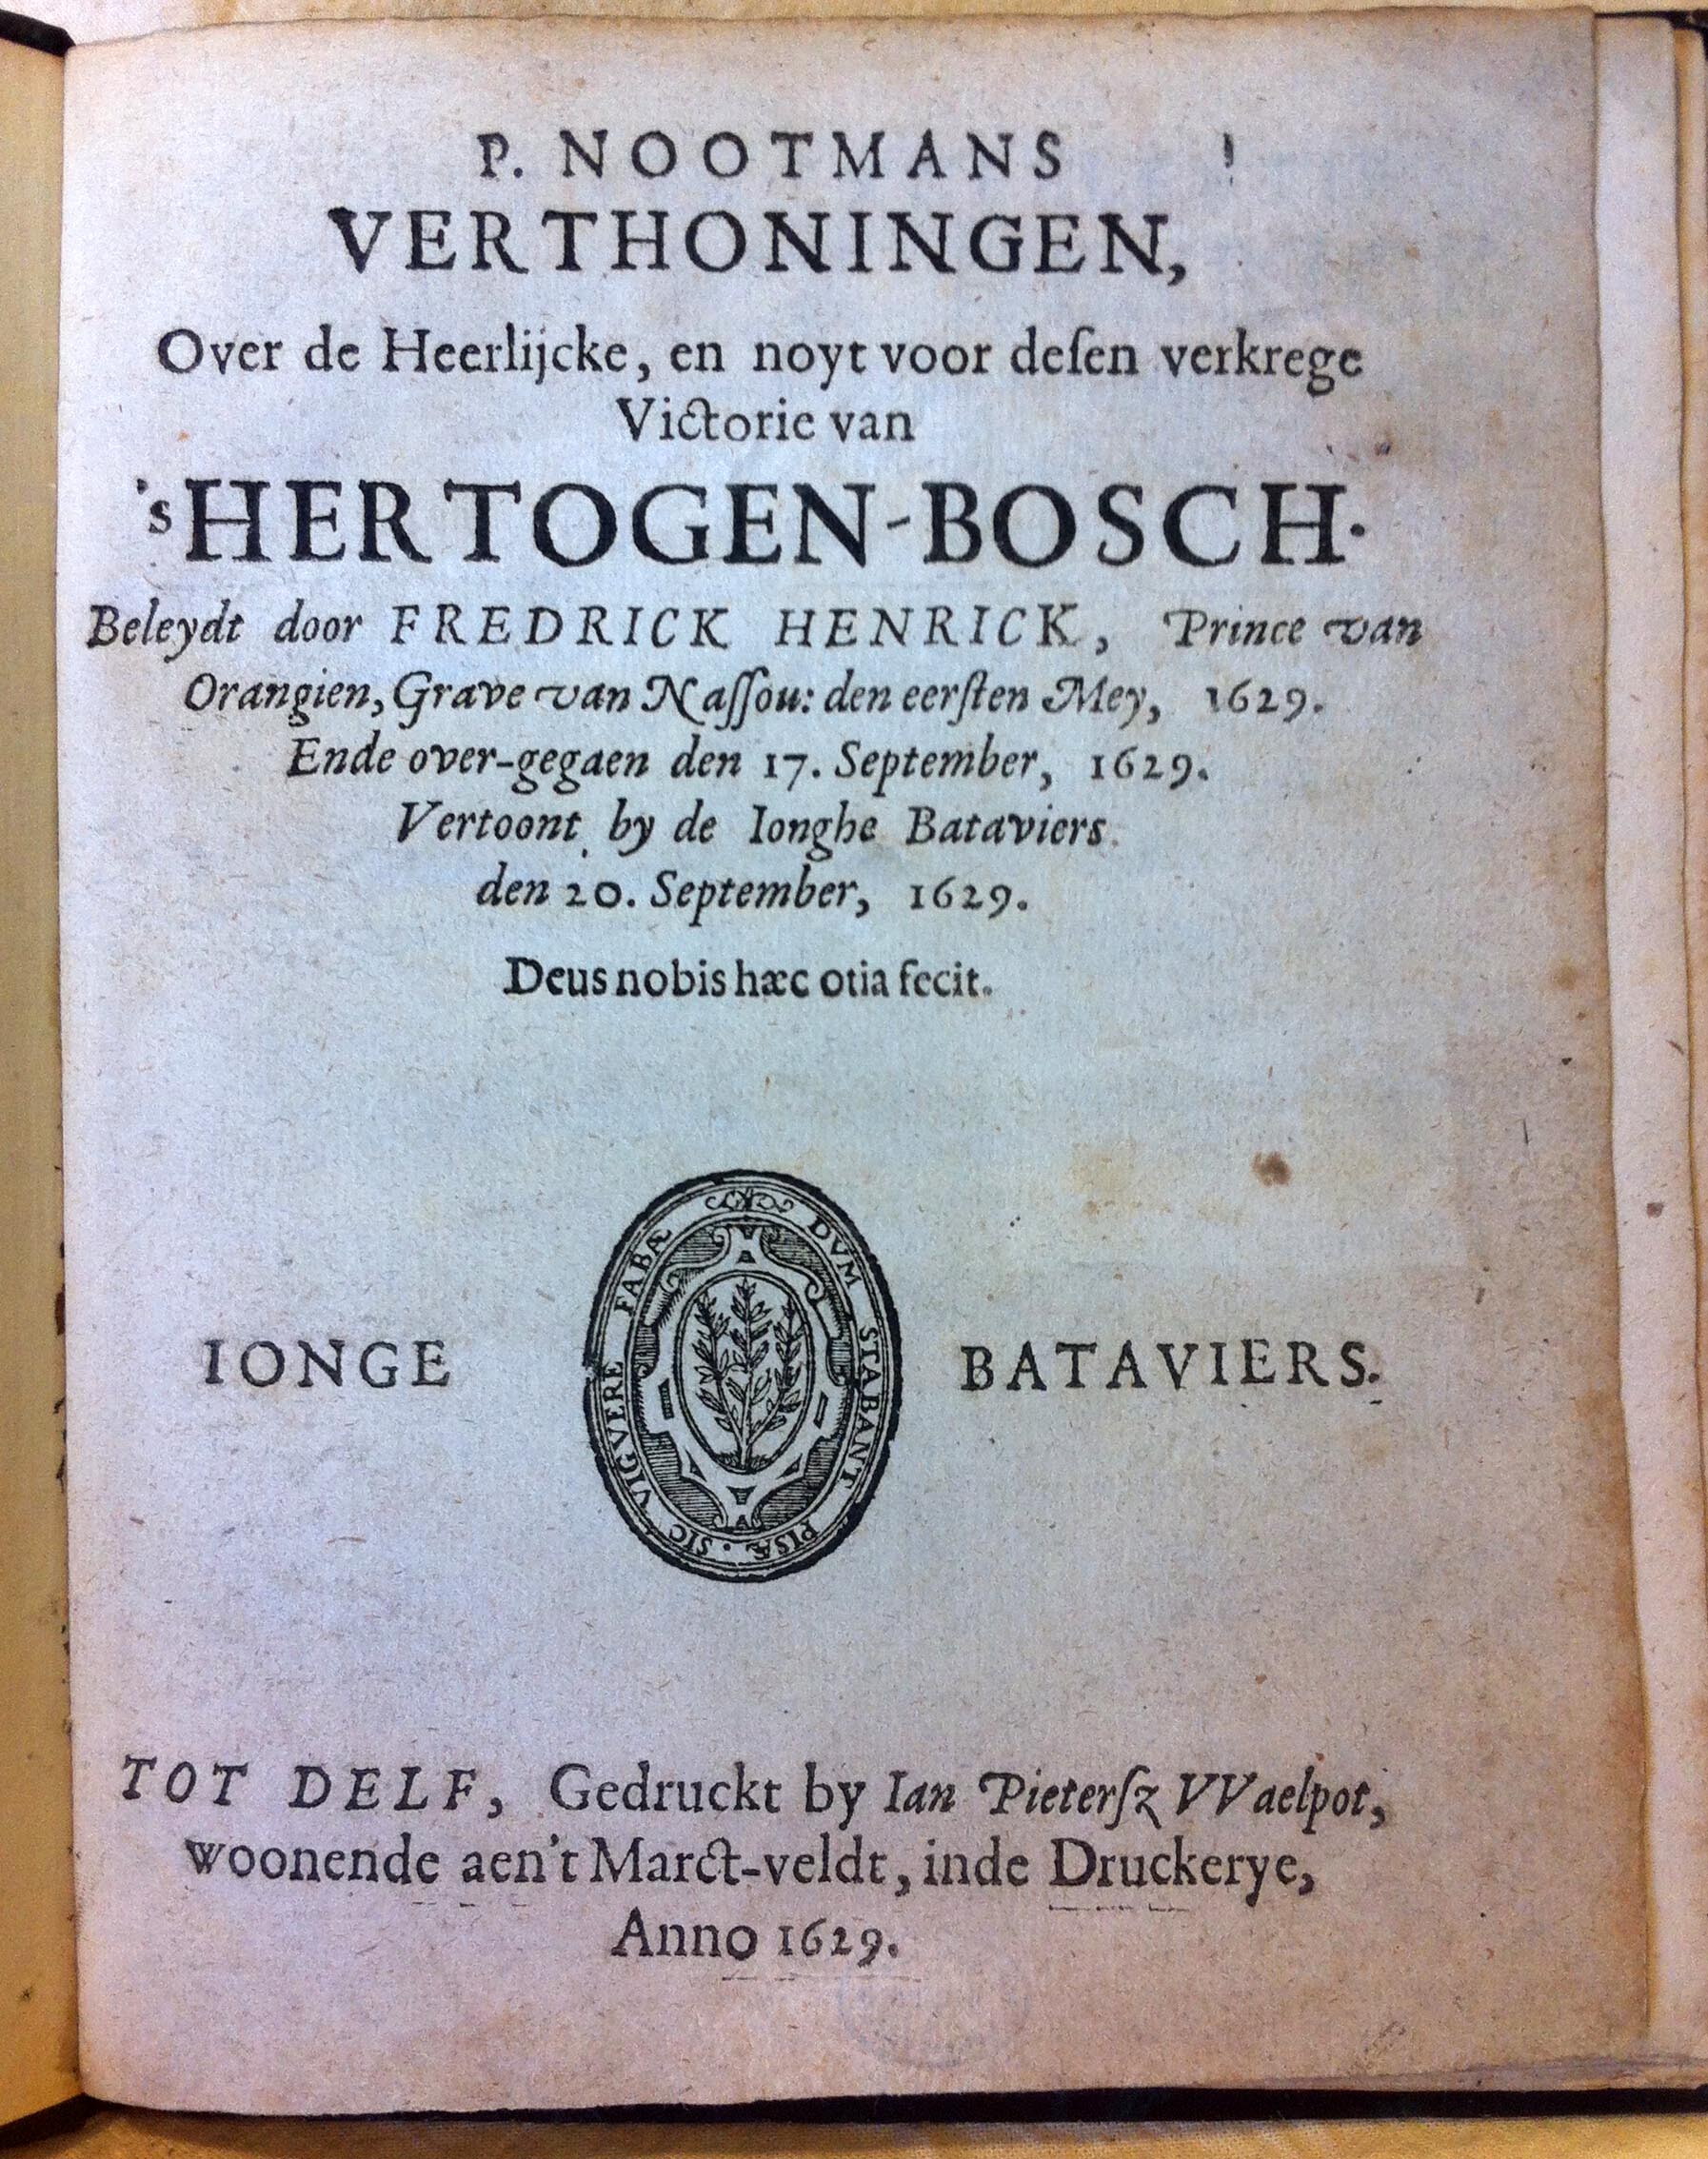 P. NOOTMANS
VERTHONINGEN,
Over de Heerlijcke, en noyt voor deſen verkrege
Victorie van
'sHERTOGEN-BOSCH.
Beleydt door FREDRICK HENRICK, Prince van
Orangien, Grave van Naſſou: den eerſten Mey, 1629.
Ende over-gegaen den 17. September, 1629.
Vertoont by de Ionghe Bataviers.
den 20. September, 1629.
Deus nobis hæc otia fecit.
DVM STABANT PISÆ. SIC VIGVERE FABÆ
IONGE BATAVIERS.
TOT DELF, Gedruckt by Ian Pieterſz VVaelpot,
woonende aen't Marct-veldt, inde Druckerye,
Anno 1629.